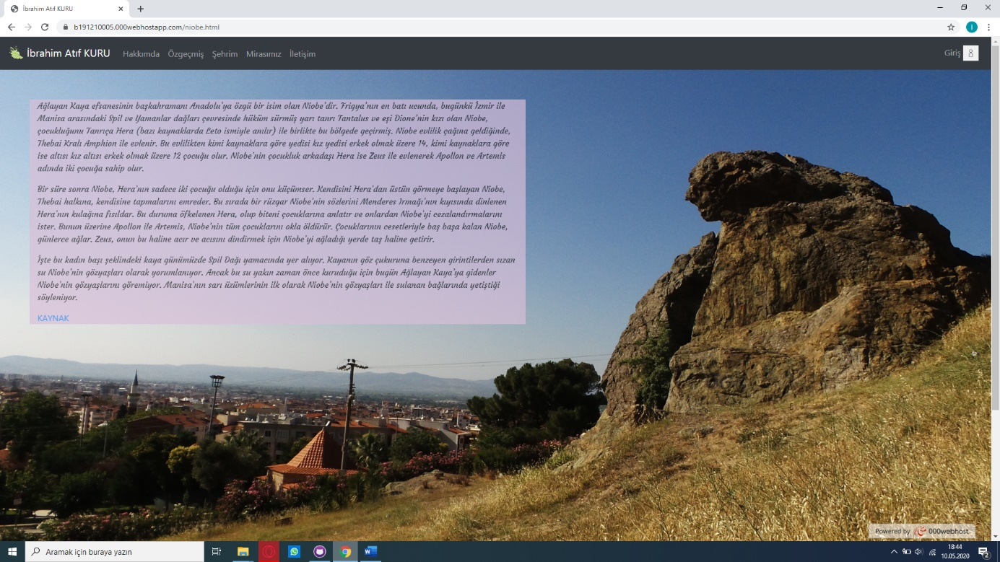 İbrahim Atıf KURU
b191210005.000webhostapp.com/niobe.html
İbrahim Atıf KURU Hakkımda Özgeçmiş Şehrim Mirasımız İletişim Giriş
Ağlayan Kaya efsanesinin başkahramanı Anadolu'ya özgü bir isim olan Niobe'dir. Frigya'nın en batı ucunda, bugünkü İzmir ile
Manisa arasındaki Spil ve Yamanlar dağları çevresinde hüküm sürmüş yarı tanrı Tantalus ve eşi Dione'nin kızı olan Niobe,
çocukluğunu Tanrıça Hera (bazı kaynaklarda Leto ismiyle anılır) ile birlikte bu bölgede geçirmiş. Niobe evlilik çağına geldiğinde,
Thebai Kralı Amphion ile evlenir. Bu evlilikten kimi kaynaklara göre yedisi kız yedisi erkek olmak üzere 14, kimi kaynaklara göre
ise altısı kız altısı erkek olmak üzere 12 çocuğu olur. Niobe'nin çocukluk arkadaşı Hera ise Zeus ile evlenerek Apollon ve Artemis
adında iki çocuğa sahip olur.
Bir süre sonra Niobe, Hera'nın sadece iki çocuğu olduğu için onu küçümser. Kendisini Hera'dan üstün görmeye başlayan Niobe,
Thebai halkına, kendisine tapmalarını emreder. Bu sırada bir rüzgar Niobe'nin sözlerini Menderes Irmağı'nın kıyısında dinlenen
Hera'nın kulağına fısıldar. Bu duruma öfkelenen Hera, olup biteni çocuklarına anlatır ve onlardan Niobe'yi cezalandırmalarını
ister. Bunun üzerine Apollon ile Artemis, Niobe'nin tüm çocuklarını okla öldürür. Çocuklarının cesetleriyle baş başa kalan Niobe,
günlerce ağlar. Zeus, onun bu haline acır ve acısını dindirmek için Niobe'yi ağladığı yerde taş haline getirir.
İşte bu kadın başı şeklindeki kaya günümüzde Spil Dağı yamacında yer alıyor. Kayanın göz çukuruna benzeyen girintilerden sızan
su Niobe'nin gözyaşları olarak yorumlanıyor. Ancak bu su yakın zaman önce kuruduğu için bugün Ağlayan Kaya'ya gidenler
Niobe'nin gözyaşlarını göremiyor. Manisa'nın sarı üzümlerinin ilk olarak Niobe'nin gözyaşları ile sulanan bağlarında yetiştiği
söyleniyor.
KAYNAK
Powered by 000webhost
Aramak için buraya yazın
18:44
10.05.2020
2